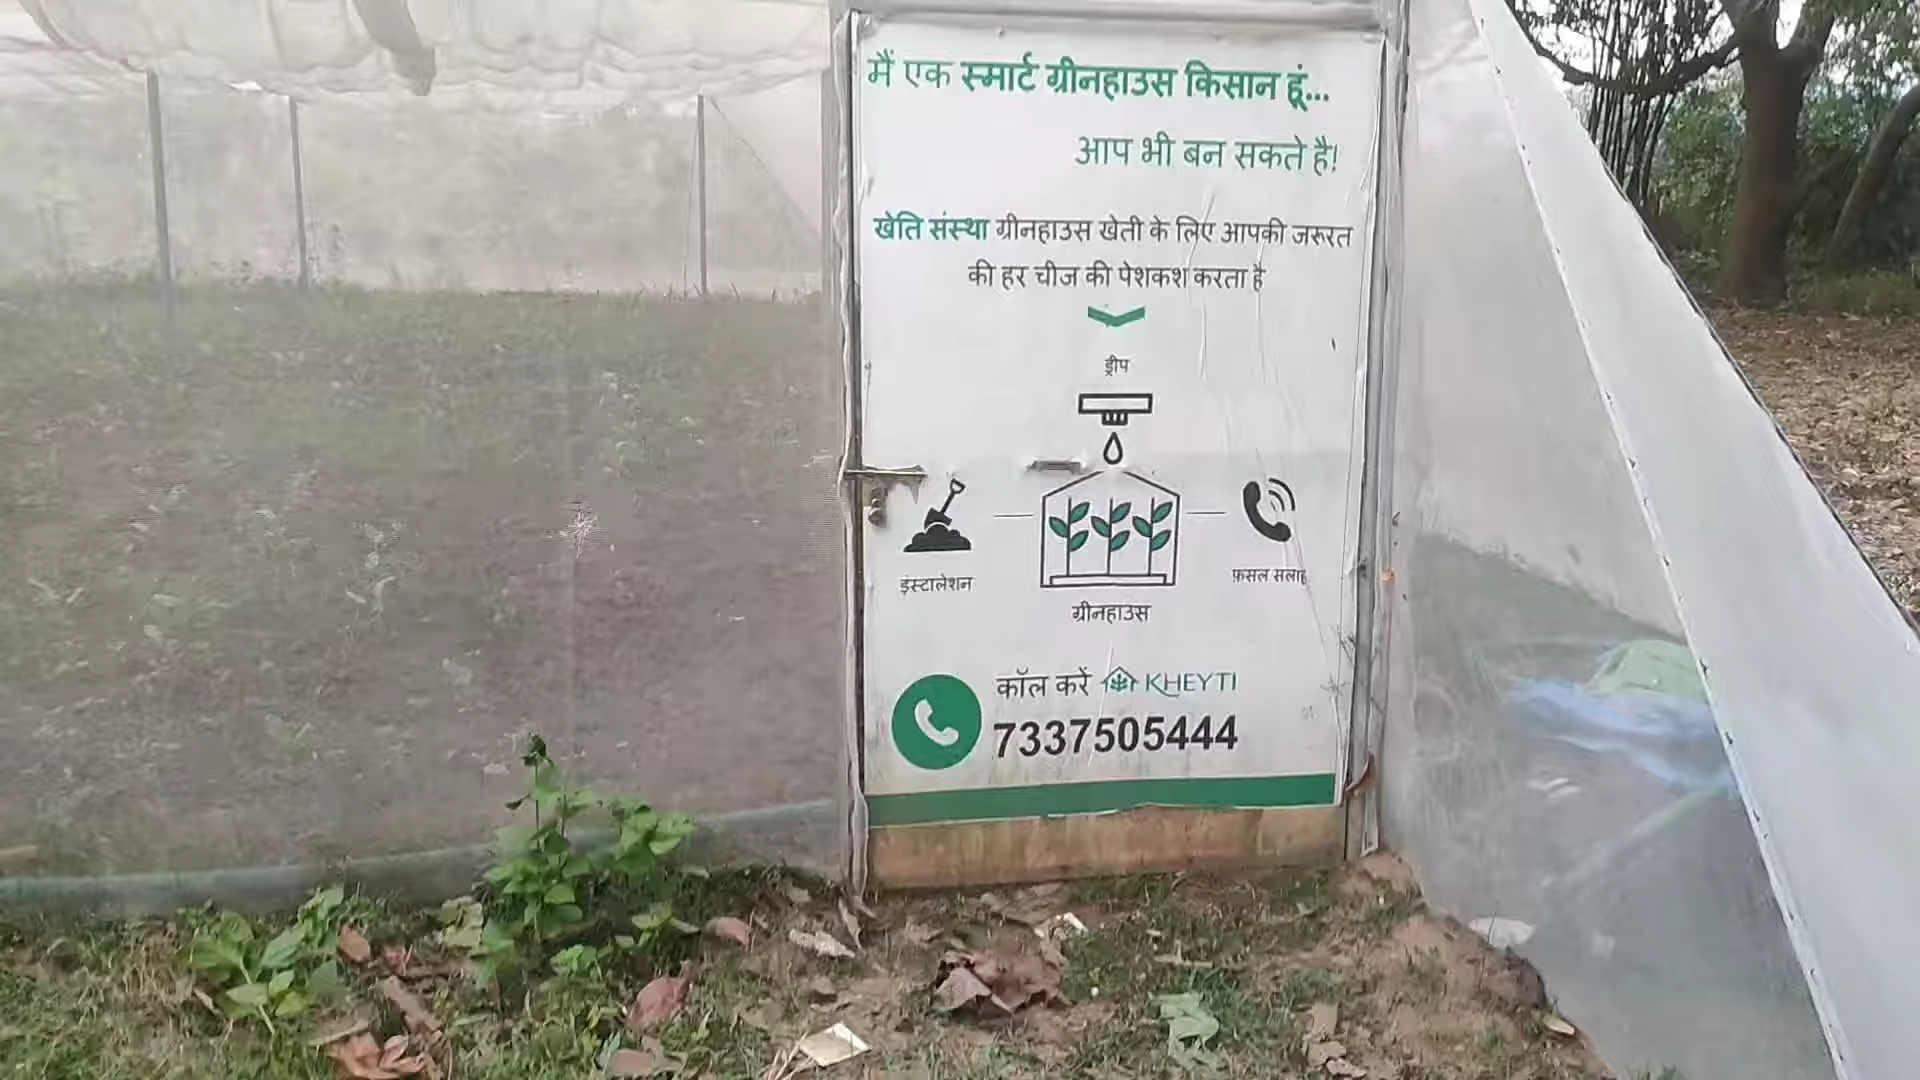 मैं एक स्मार्ट ग्रीनहाउस किसान हूं...
आप भी बन सकते है!
खेति संस्था ग्रीनहाउस खेती के लिए आपकी जरूरत
की हर चीज की पेशकश करता है
ड्रीप
इंस्टालेशन
फ़सल सलाह
ग्रीनहाउस
कॉल करें KHEYTI
7337505444